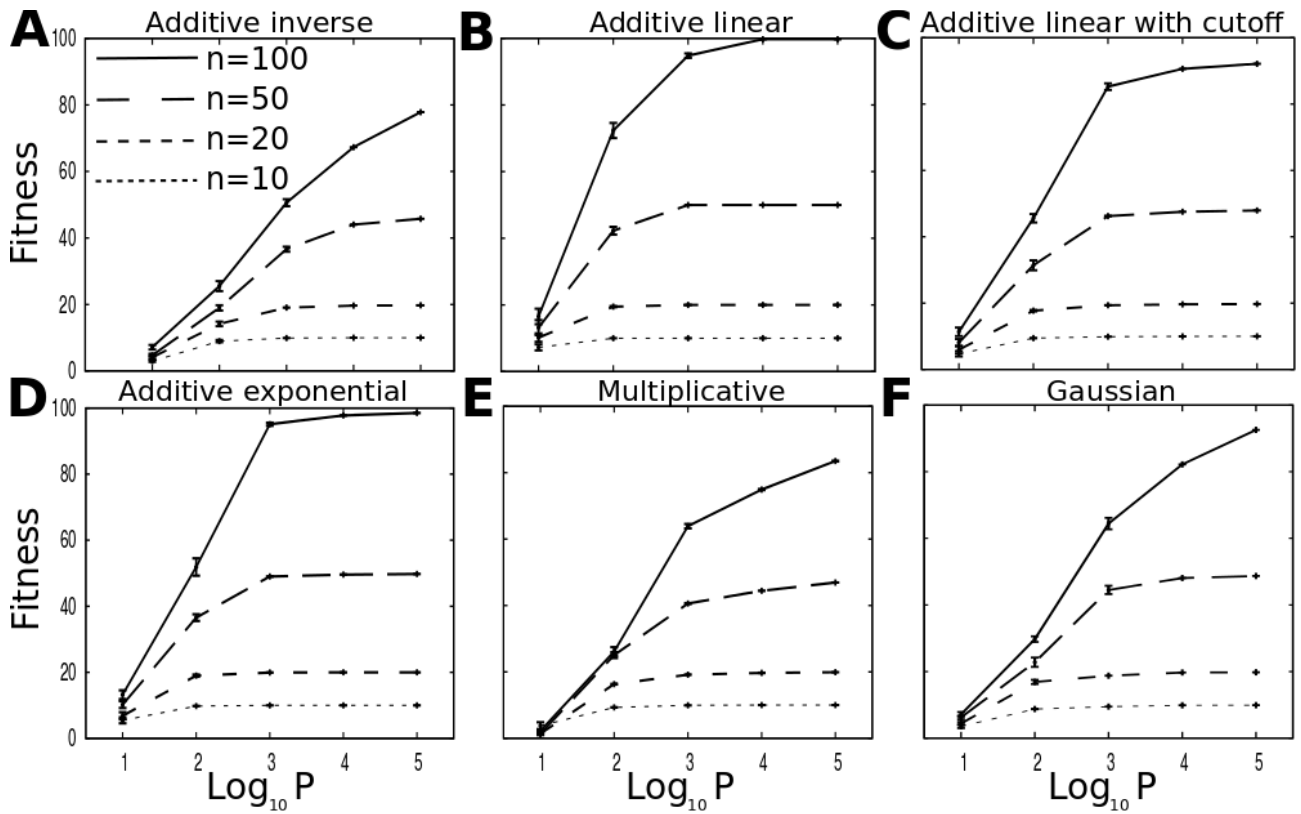 A Additive inverse
B Additive linear
C Additive linear with cutoff
100
80
60
40
20
0
Fitness
n=100
n=50
n=20
n=10
D Additive exponential
E Multiplicative
F Gaussian
100
80
60
40
20
0
Fitness
1 2 3 4 5
1 2 3 4 5
1 2 3 4 5
Log10 P
Log10 P
Log10 P